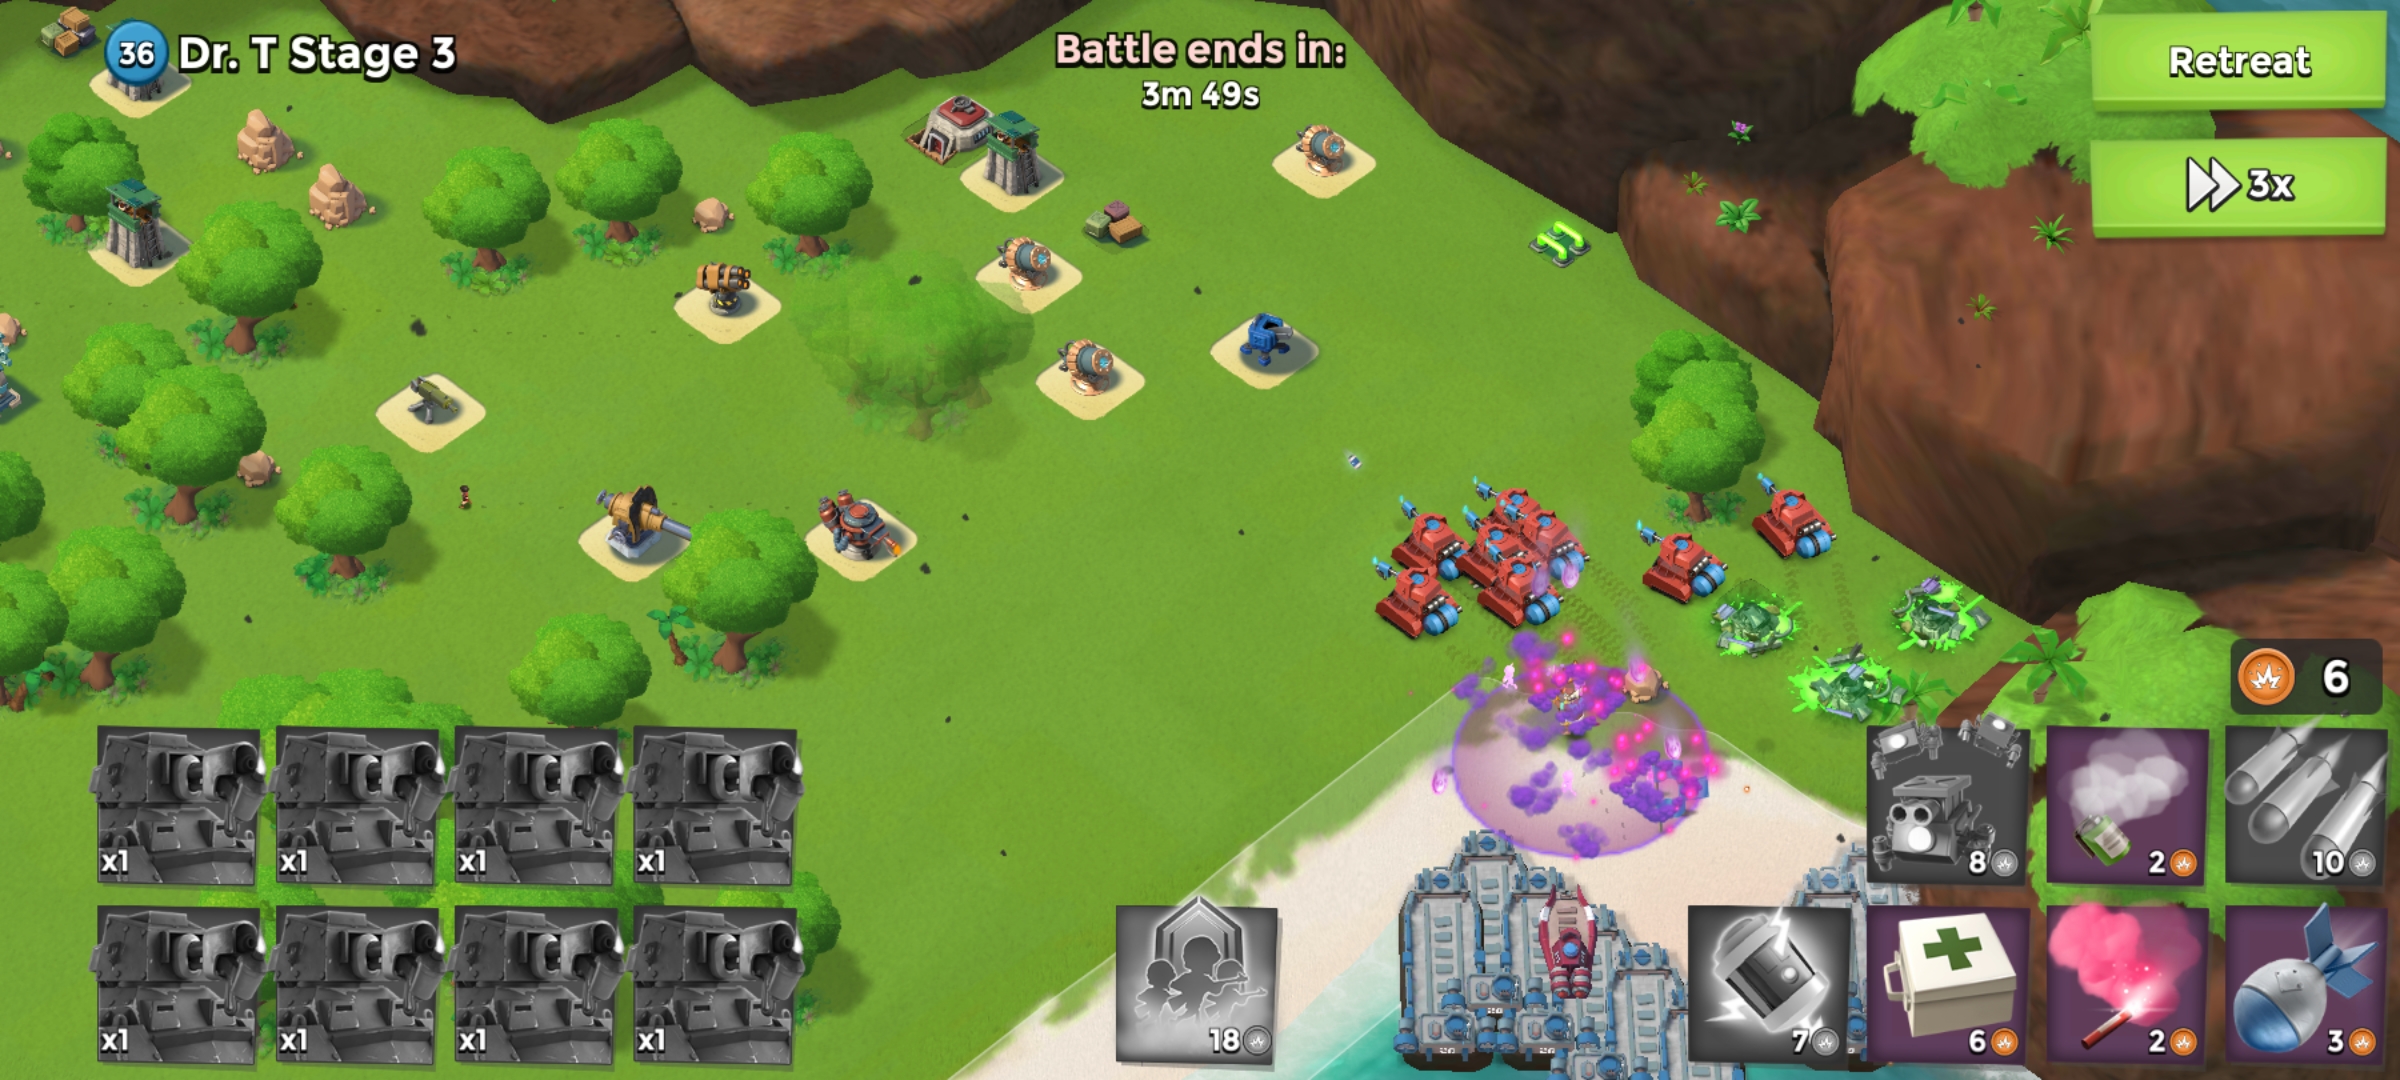 36 Dr. T Stage 3
Battle ends in:
3m 49s
Retreat
3x
6
x1 x1 x1 x1
8 2 10
x1 x1 x1 x1
18 7 6 2 3